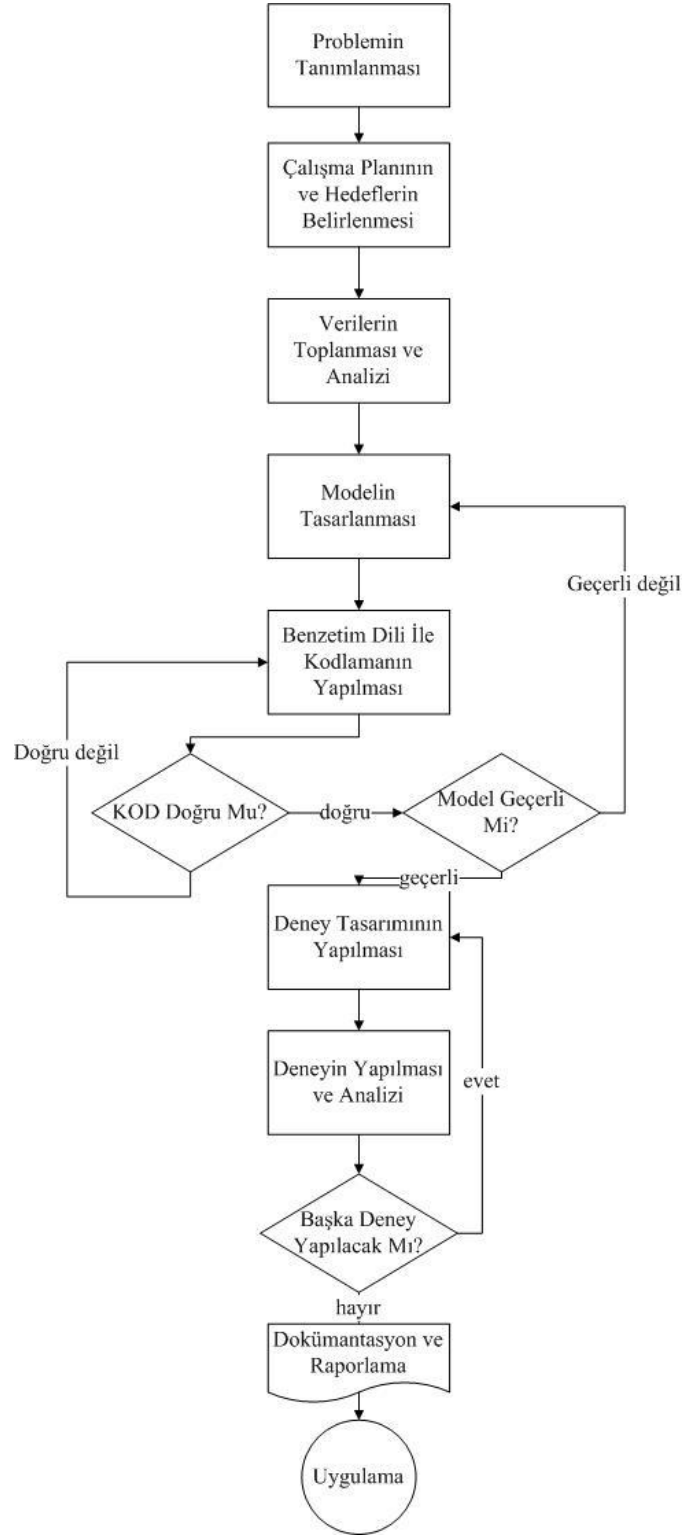 Problemin
Tanımlanması
Çalışma Planının
ve Hedeflerin
Belirlenmesi
Verilerin
Toplanması ve
Analizi
Modelin
Tasarlanması
Geçerli değil
Benzetim Dili İle
Kodlamanın
Yapılması
Doğru değil
KOD Doğru Mu?
doğru
Model Geçerli
Mi?
geçerli
Deney Tasarımının
Yapılması
Deneyin Yapılması
ve Analizi
evet
Başka Deney
Yapılacak Mı?
hayır
Dokümantasyon ve
Raporlama
Uygulama